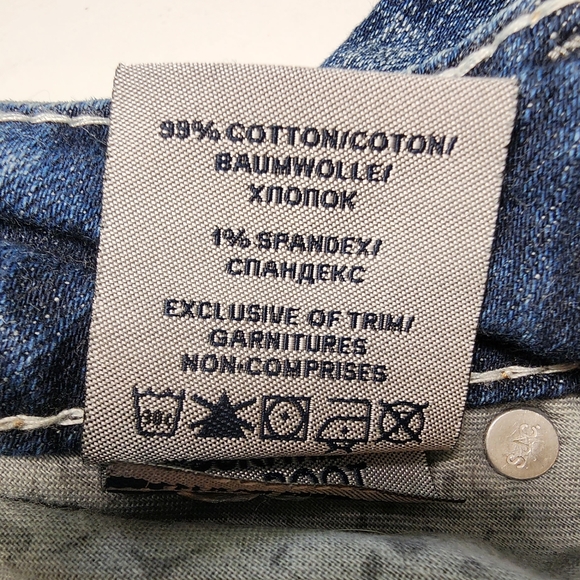 99% COTTON/COTON/
BAUMWOLLE/
ХЛОПОК
1% SPANDEX/
СПАНДЕКС
EXCLUSIVE OF TRIM/
GARNITURES
NON-COMPRISES